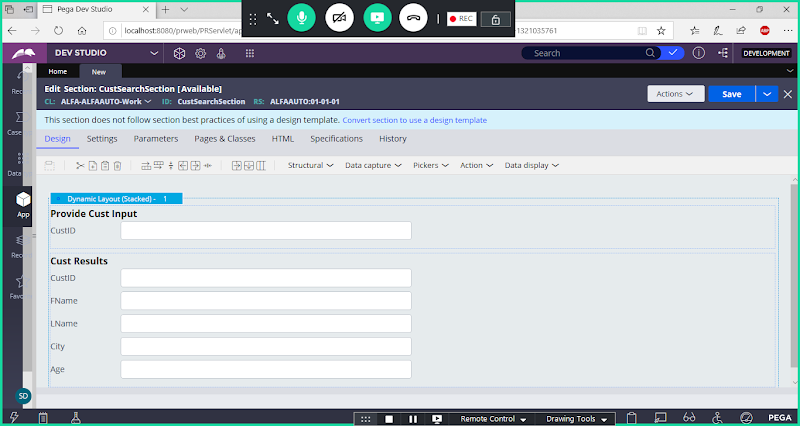 Pega Dev Studio
localhost:8080/prweb/PRServlet/ap
1321035761
REC
ABP
DEV STUDIO
Search
DEVELOPMENT
Home
New
Edit Section: CustSearchSection [Available]
CL: ALFA-ALFAAUTO-Work ID: CustSearchSection RS: ALFAAUTO:01-01-01
Actions
Save
This section does not follow section best practices of using a design template. Convert section to use a design template
Design Settings Parameters Pages & Classes HTML Specifications History
Structural Data capture Pickers Action Data display
Rec
Case
Data
App
Reco
Favo
SD
Dynamic Layout (Stacked) - 1
Provide Cust Input
CustID
Cust Results
CustID
FName
LName
City
Age
Remote Control
Drawing Tools
PEGA